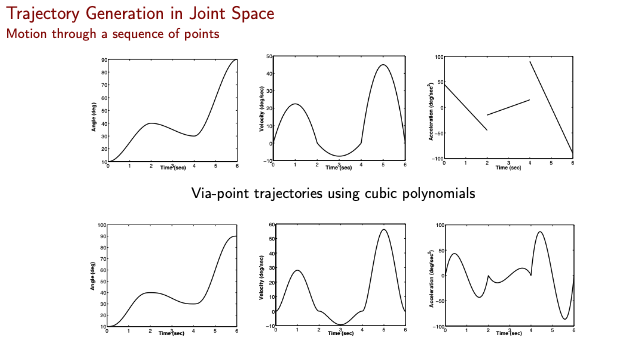 Trajectory Generation in Joint Space
Motion through a sequence of points
90
80
70
60
50
40
30
20
10
0 1 2 3 4 5 6
Angle (deg)
Time (sec)
50
40
30
20
10
0
-10
0 1 2 3 4 5 6
Velocity (deg/sec)
Time (sec)
100
50
0
-50
-100
0 1 2 3 4 5 6
Acceleration (deg/sec²)
Time (sec)
Via-point trajectories using cubic polynomials
100
90
80
70
60
50
40
30
20
10
0 1 2 3 4 5 6
Angle (deg)
Time (sec)
60
50
40
30
20
10
0
-10
0 1 2 3 4 5 6
Velocity (deg/sec)
Time (sec)
100
50
0
-50
-100
0 1 2 3 4 5 6
Acceleration (deg/sec²)
Time (sec)